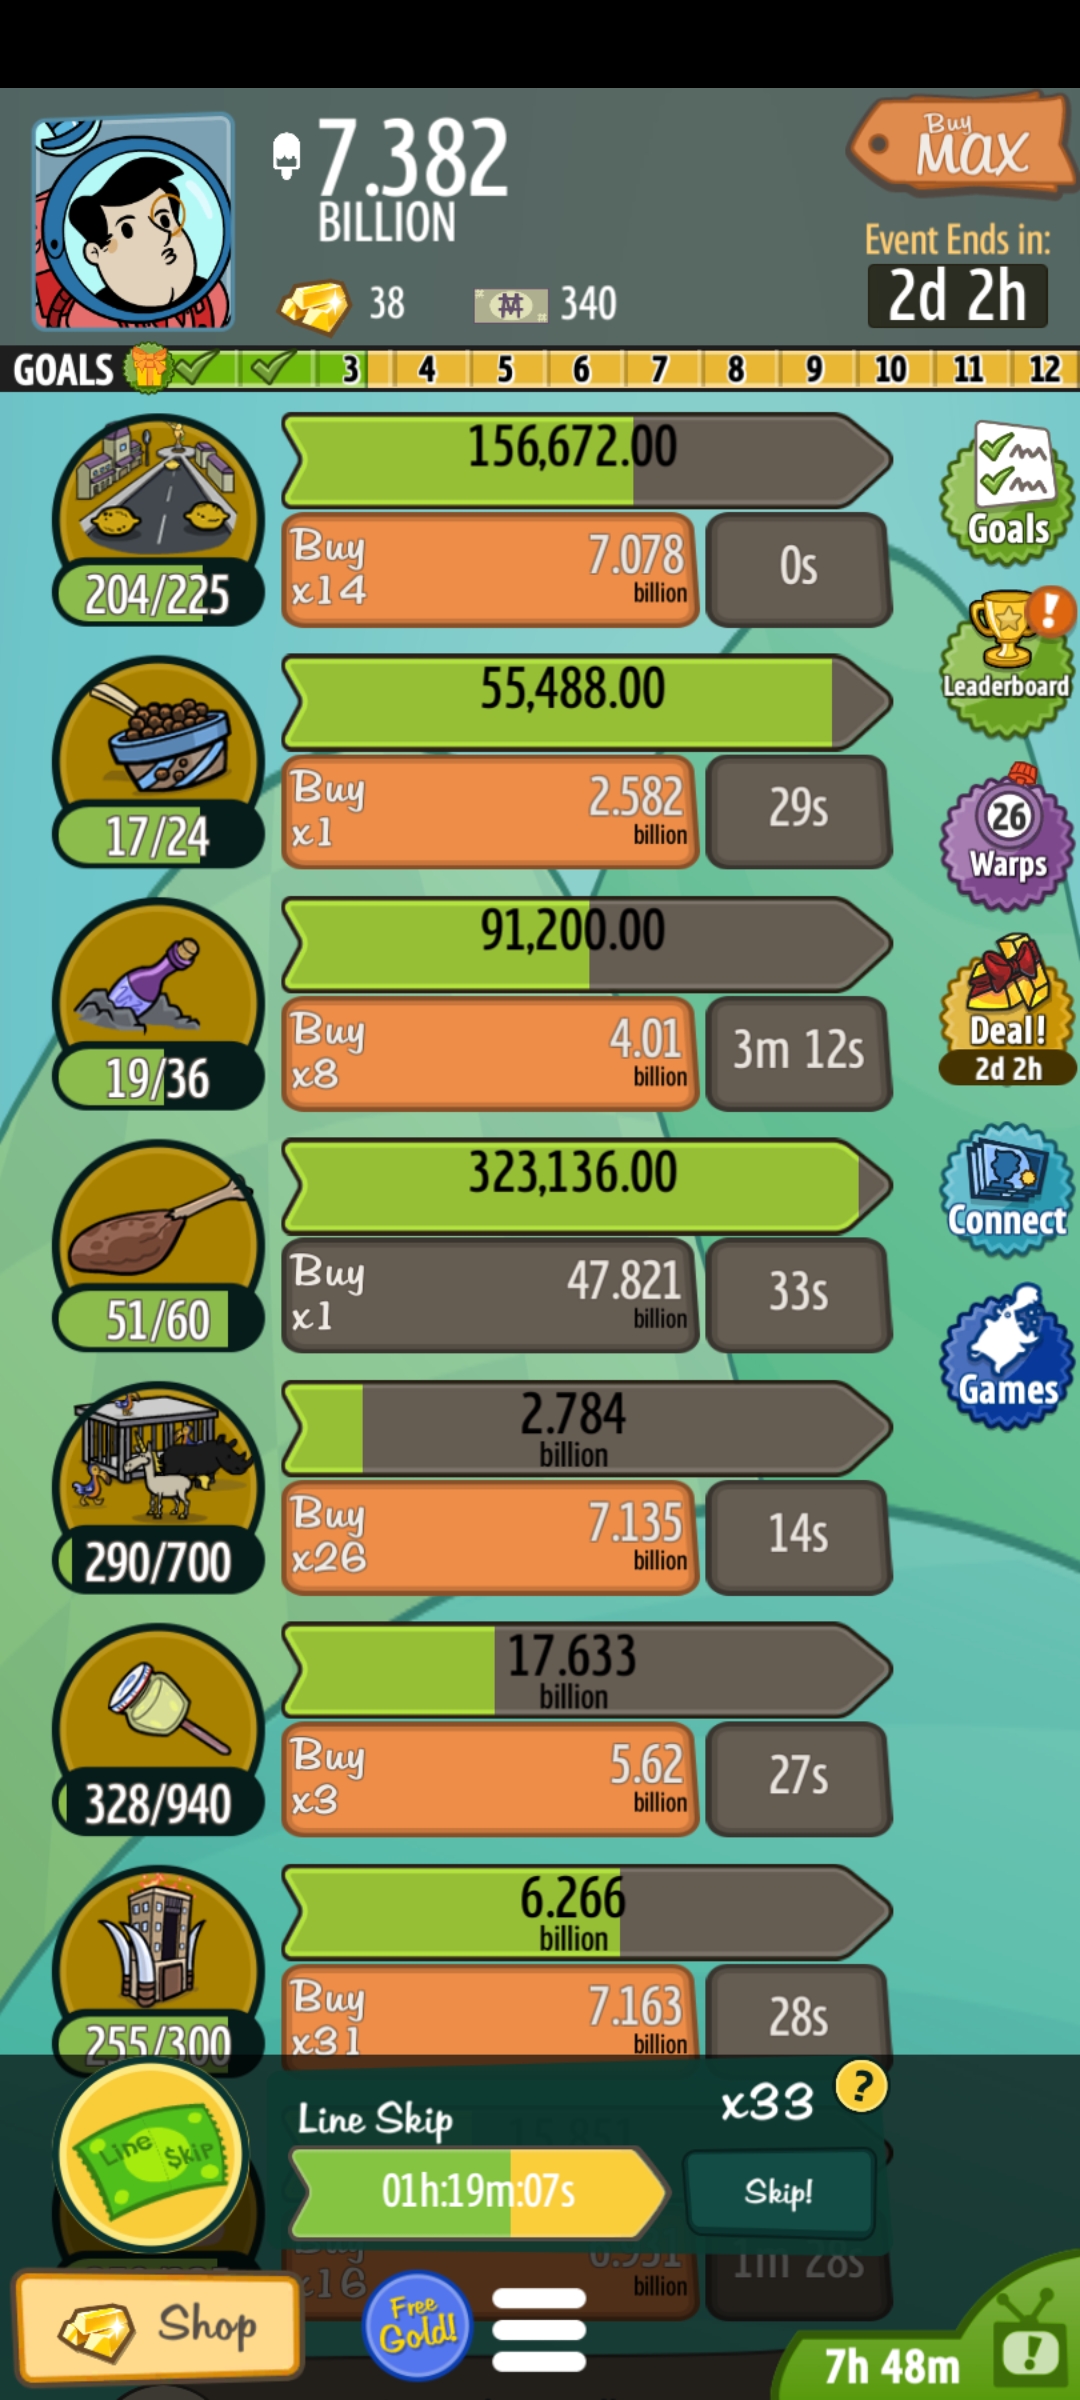 7.382
BILLION
Buy
MAX
Event Ends in:
2d 2h
38
340
GOALS 3 4 5 6 7 8 9 10 11 12
156,672.00
Buy
x14
7.078
billion
0s
204/225
55,488.00
Buy
x1
2.582
billion
29s
17/24
91,200.00
Buy
x8
4.01
billion
3m 12s
19/36
323,136.00
Buy
x1
47.821
billion
33s
51/60
2.784
billion
Buy
x26
7.135
billion
14s
290/700
17.633
billion
Buy
x3
5.62
billion
27s
328/940
6.266
billion
Buy
x31
7.163
billion
28s
255/300
Goals
!
Leaderboard
26
Warps
Deal!
2d 2h
Connect
Games
Line Skip
x33
?
Line $kip
01h:19m:07s
Skip!
Buy
x16
billion
1m 28s
Shop
Free
Gold!
7h 48m
!